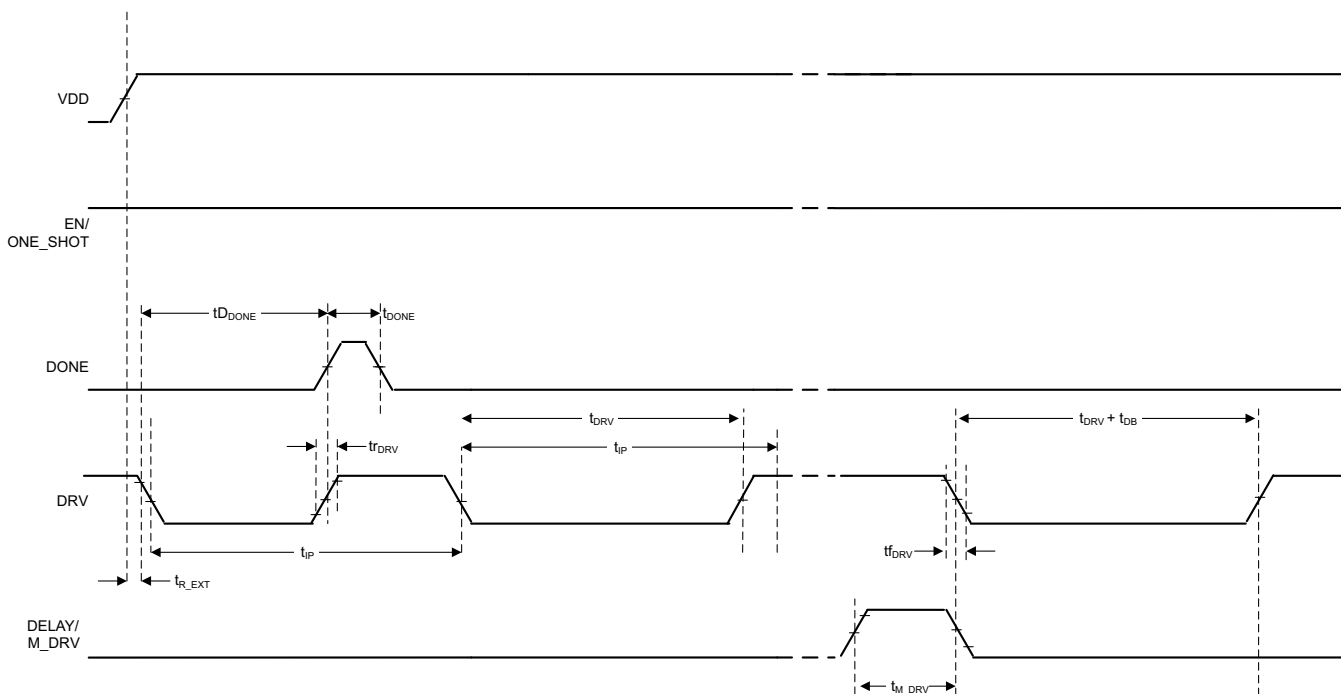 VDD
EN/
ONE_SHOT
tD_DONE
t_DONE
DONE
t_DRV
t_DRV + t_DB
tr_DRV
t_IP
DRV
t_IP
tf_DRV
t_R_EXT
DELAY/
M_DRV
t_M_DRV